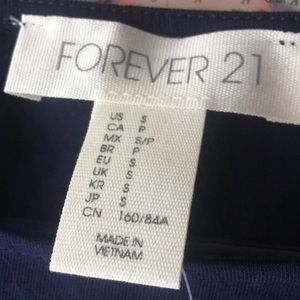 FOREVER 21
US S
CA P
MX S/P
BR P
EU S
UK S
KR S
JP S
CN 160/84A
MADE IN
VIETNAM